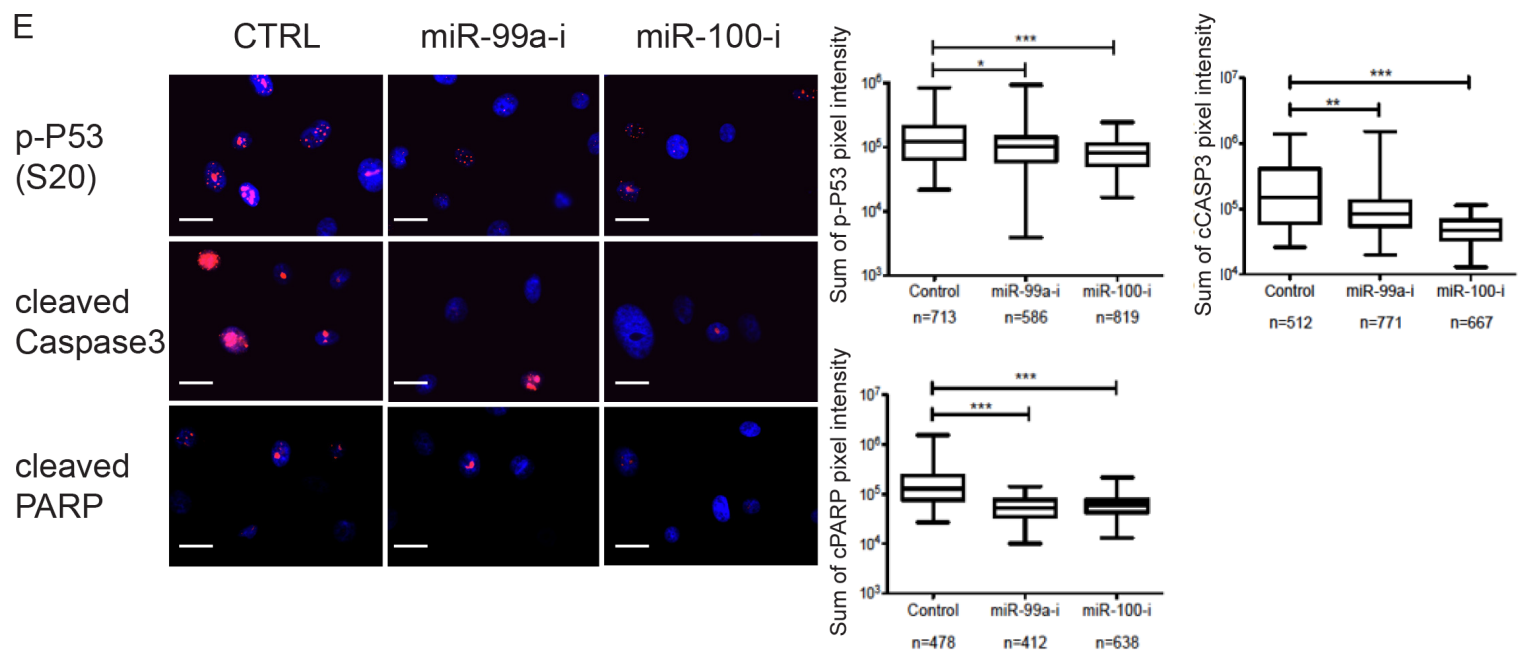 E
CTRL
miR-99a-i
miR-100-i
p-P53
(S20)
cleaved
Caspase3
cleaved
PARP
Sum of p-P53 pixel intensity
***
*
10⁶
10⁵
10⁴
10³
Control
miR-99a-i
miR-100-i
n=713
n=586
n=819
Sum of cCASP3 pixel intensity
***
**
10⁷
10⁶
10⁵
10⁴
Control
miR-99a-i
miR-100-i
n=512
n=771
n=667
Sum of cPARP pixel intensity
***
***
10⁷
10⁶
10⁵
10⁴
10³
Control
miR-99a-i
miR-100-i
n=478
n=412
n=638